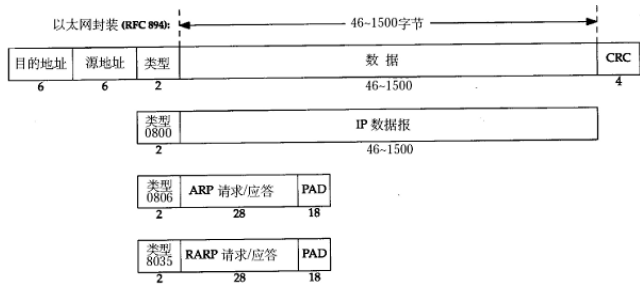 以太网封装 (RFC 894): 46~1500字节
目的地址 源地址 类型 数据 CRC
6 6 2 46~1500 4
类型 0800 IP 数据报
2 46~1500
类型 0806 ARP 请求/应答 PAD
2 28 18
类型 8035 RARP 请求/应答 PAD
2 28 18